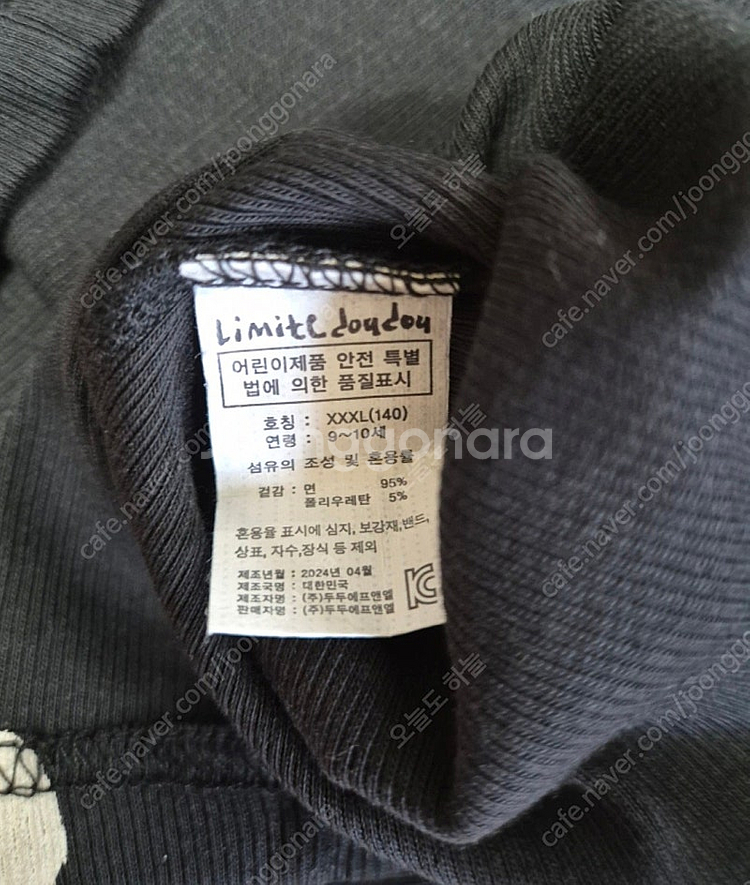 Limite doudou
어린이제품 안전 특별
법에 의한 품질표시
호칭 : XXXL(140)
연령 : 9~10세
joonggonara
섬유의 조성 및 혼용률
겉감 : 면 95%
폴리우레탄 5%
혼용율 표시에 심지, 보강재,밴드,
상표, 자수,장식 등 제외
제조년월 : 2024년 04월
제조국명 : 대한민국
제조자명 : (주)두두에프앤엘
판매자명 : (주)두두에프앤엘
KC
cafe.naver.com/joonggonara
오늘도 하늘